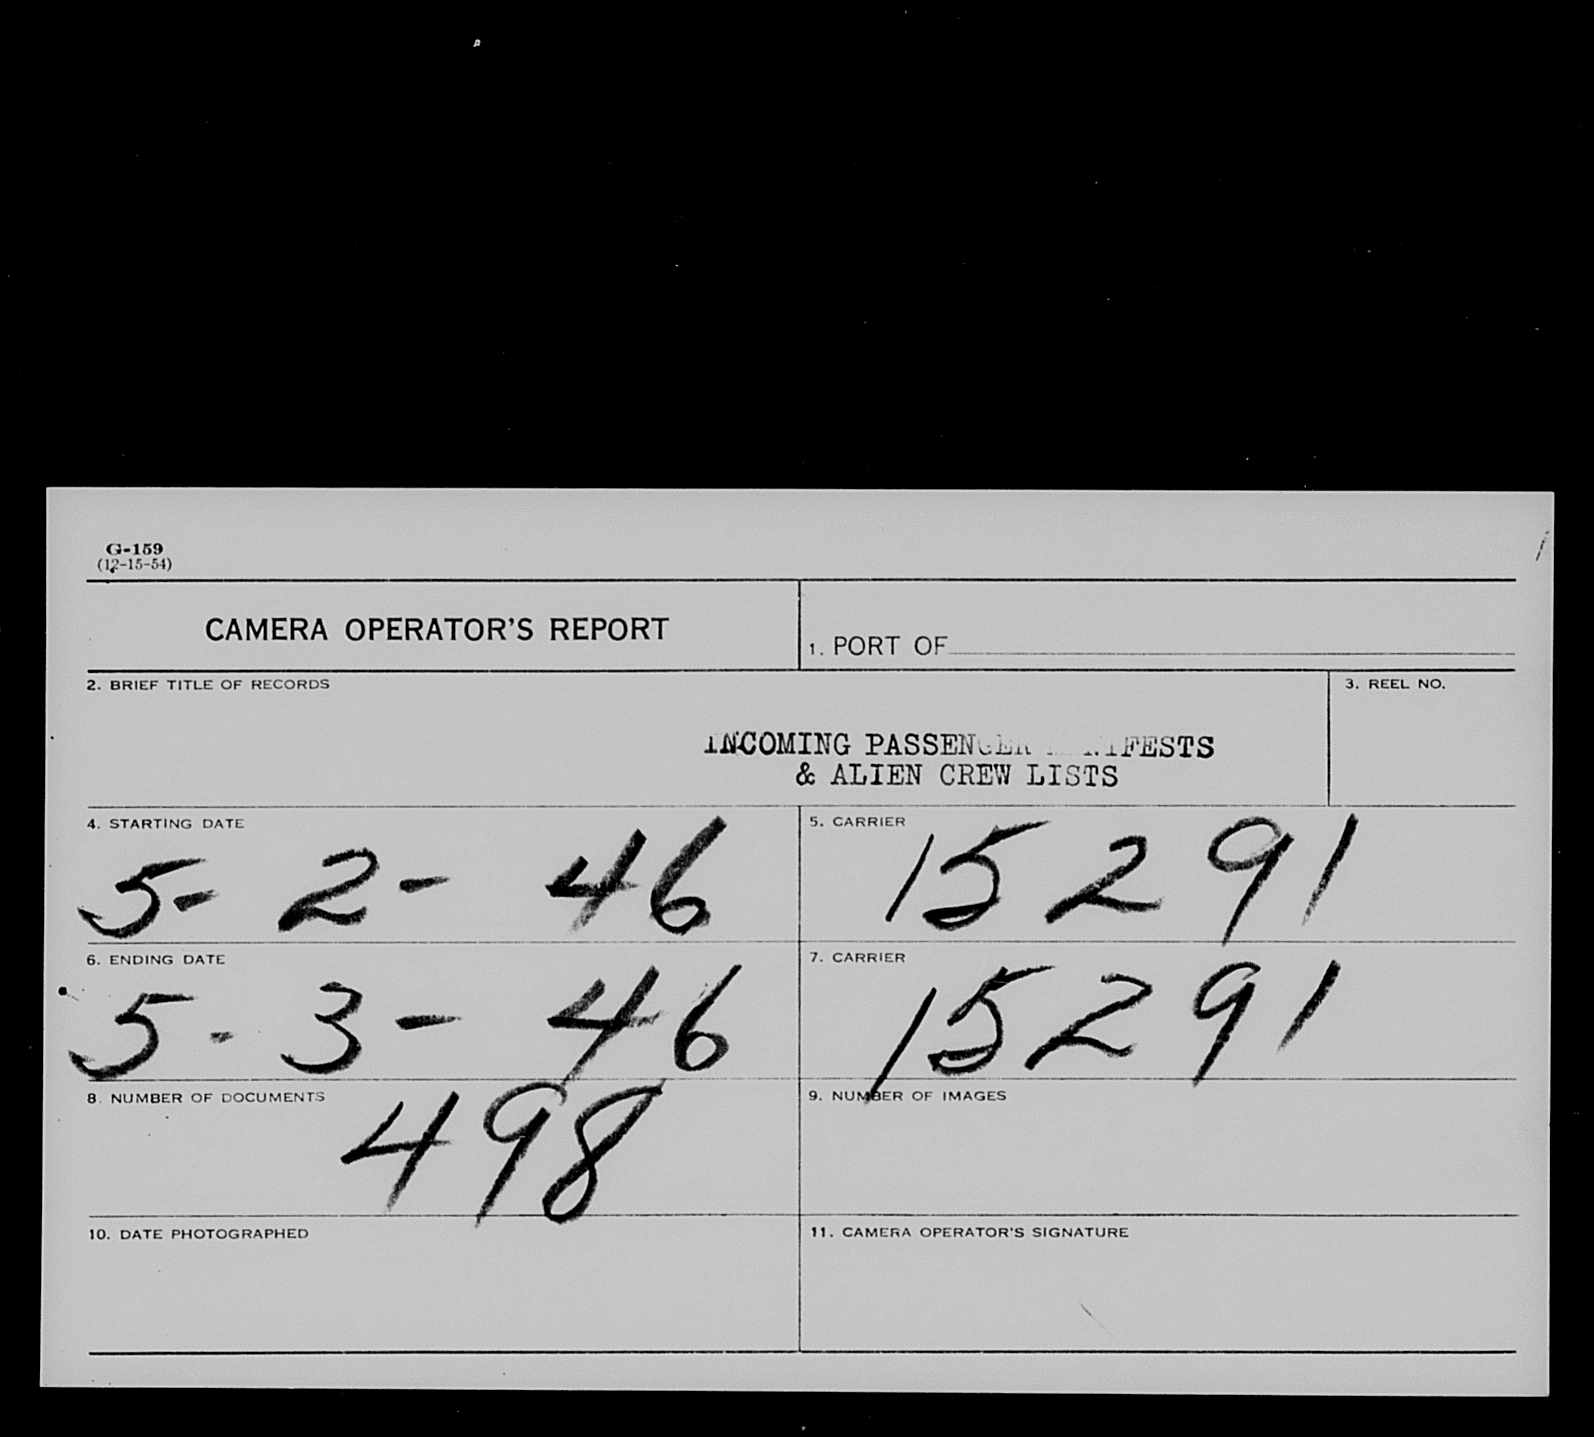 G-159
(12-15-54)
CAMERA OPERATOR'S REPORT
1. PORT OF
2. BRIEF TITLE OF RECORDS
3. REEL NO.
INCOMING PASSENGER MANIFESTS
& ALIEN CREW LISTS
4. STARTING DATE
5- 2- 46
5. CARRIER
15291
6. ENDING DATE
5- 3- 46
7. CARRIER
15291
8. NUMBER OF DOCUMENTS
498
9. NUMBER OF IMAGES
10. DATE PHOTOGRAPHED
11. CAMERA OPERATOR'S SIGNATURE